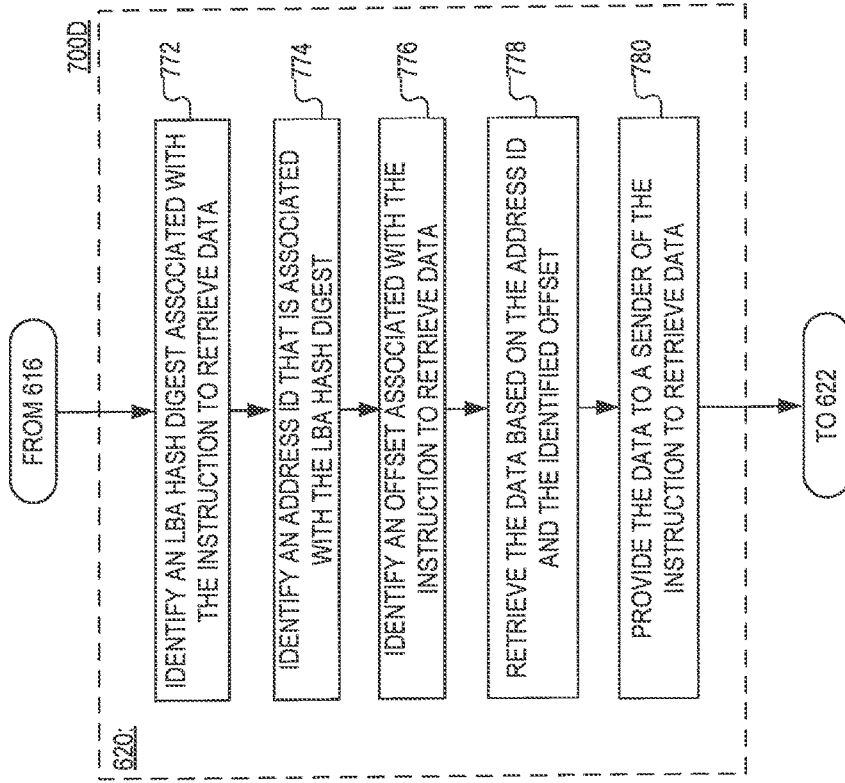 FROM 616
700D
620:
IDENTIFY AN LBA HASH DIGEST ASSOCIATED WITH
THE INSTRUCTION TO RETRIEVE DATA
772
IDENTIFY AN ADDRESS ID THAT IS ASSOCIATED
WITH THE LBA HASH DIGEST
774
IDENTIFY AN OFFSET ASSOCIATED WITH THE
INSTRUCTION TO RETRIEVE DATA
776
RETRIEVE THE DATA BASED ON THE ADDRESS ID
AND THE IDENTIFIED OFFSET
778
PROVIDE THE DATA TO A SENDER OF THE
INSTRUCTION TO RETRIEVE DATA
780
TO 622